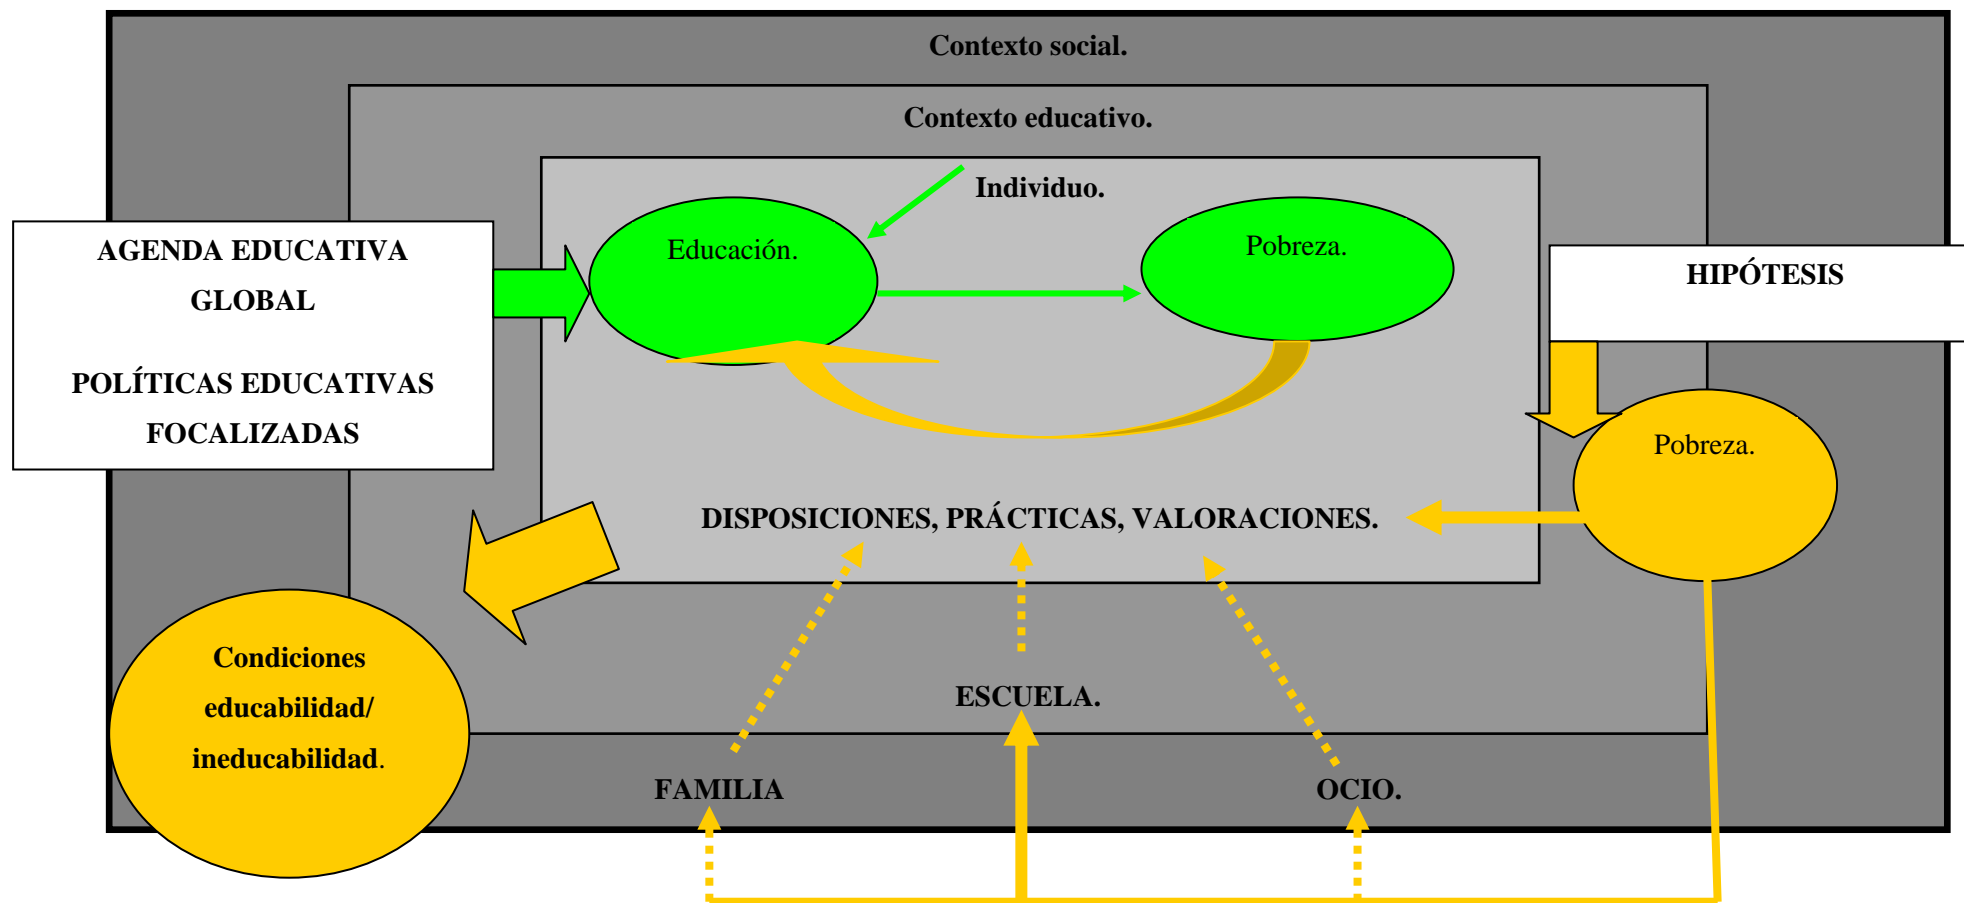 Contexto social.
Contexto educativo.
Individuo.
AGENDA EDUCATIVA
GLOBAL
POLÍTICAS EDUCATIVAS
FOCALIZADAS
Educación.
Pobreza.
HIPÓTESIS
Pobreza.
DISPOSICIONES, PRÁCTICAS, VALORACIONES.
Condiciones
educabilidad/
ineducabilidad.
ESCUELA.
FAMILIA
OCIO.